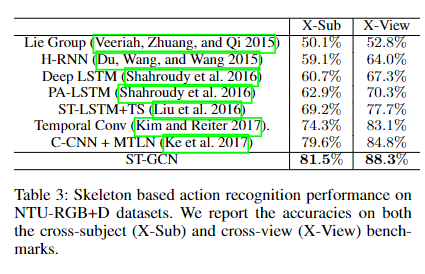 X-Sub X-View
Lie Group (Veeriah, Zhuang, and Qi 2015) 50.1% 52.8%
H-RNN (Du, Wang, and Wang 2015) 59.1% 64.0%
Deep LSTM (Shahroudy et al. 2016) 60.7% 67.3%
PA-LSTM (Shahroudy et al. 2016) 62.9% 70.3%
ST-LSTM+TS (Liu et al. 2016) 69.2% 77.7%
Temporal Conv (Kim and Reiter 2017). 74.3% 83.1%
C-CNN + MTLN (Ke et al. 2017) 79.6% 84.8%
ST-GCN 81.5% 88.3%
Table 3: Skeleton based action recognition performance on
NTU-RGB+D datasets. We report the accuracies on both
the cross-subject (X-Sub) and cross-view (X-View) bench-
marks.